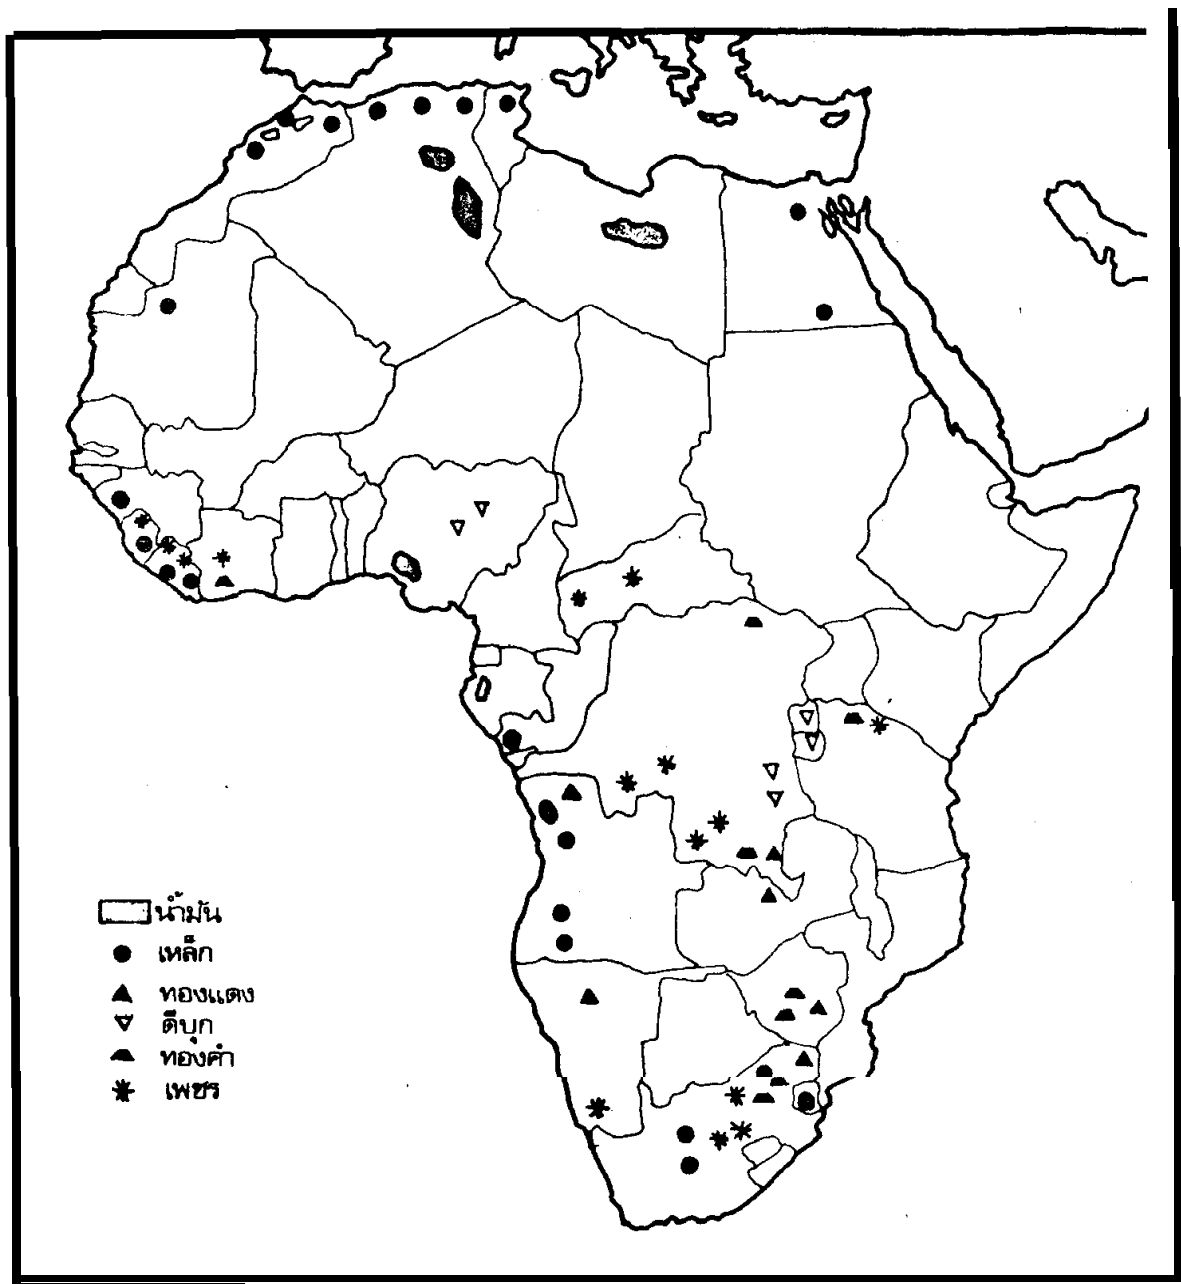 น้ำมัน
เหล็ก
ทองแดง
ดีบุก
ทองคำ
เพชร